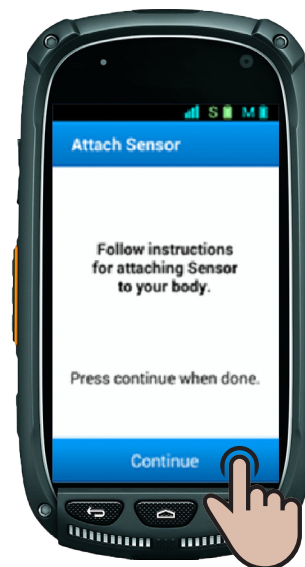 S M
Attach Sensor
Follow instructions
for attaching Sensor
to your body.
Press continue when done.
Continue